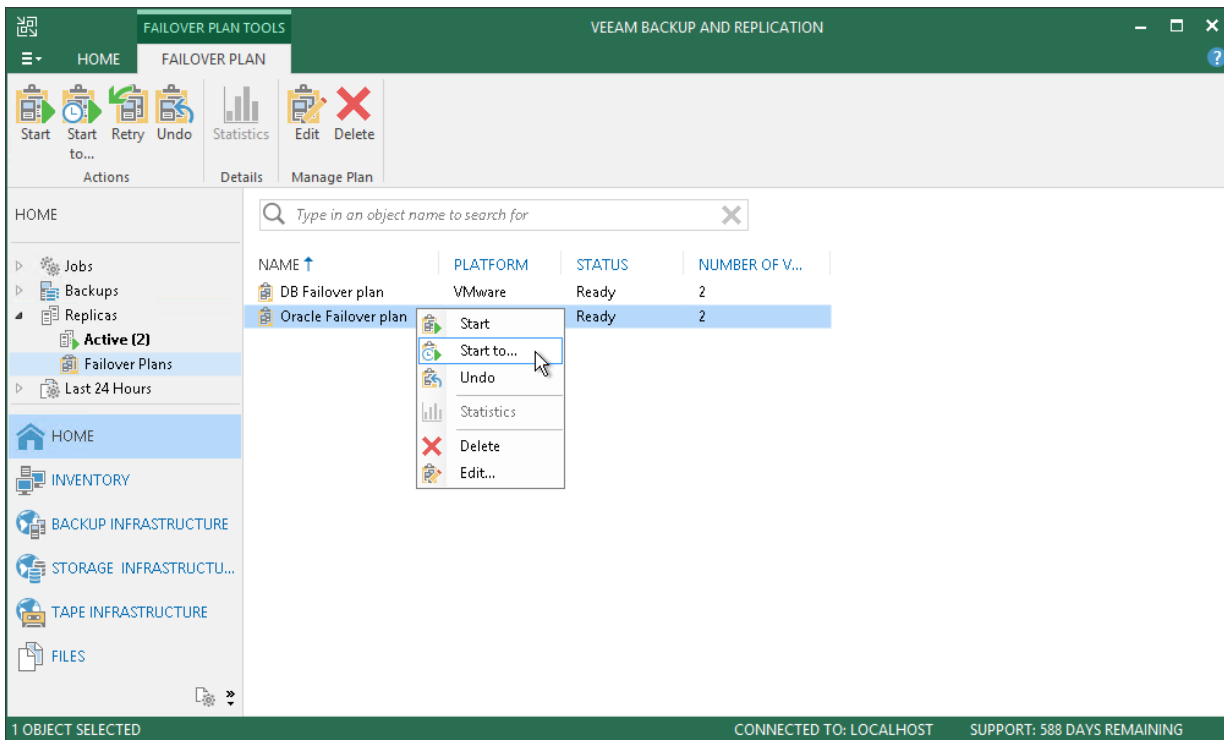 FAILOVER PLAN TOOLS
VEEAM BACKUP AND REPLICATION
HOME
FAILOVER PLAN
?
Start
Start to...
Retry
Undo
Statistics
Edit
Delete
Actions
Details
Manage Plan
HOME
Type in an object name to search for
Jobs
Backups
Replicas
Active (2)
Failover Plans
Last 24 Hours
NAME PLATFORM STATUS NUMBER OF V...
DB Failover plan VMware Ready 2
Oracle Failover plan Ready 2
Start
Start to...
Undo
Statistics
Delete
Edit...
HOME
INVENTORY
BACKUP INFRASTRUCTURE
STORAGE INFRASTRUCTU...
TAPE INFRASTRUCTURE
FILES
1 OBJECT SELECTED
CONNECTED TO: LOCALHOST
SUPPORT: 588 DAYS REMAINING